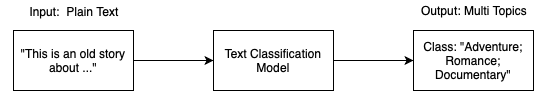 Input:  Plain Text
Output: Multi Topics
"This is an old story
about ..."
Text Classification
Model
Class: "Adventure;
Romance;
Documentary"